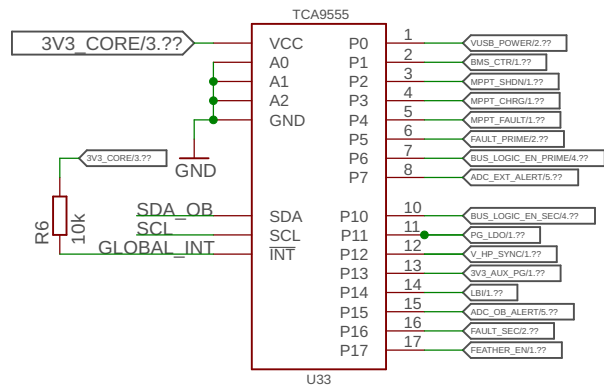 TCA9555
3V3_CORE/3.??
VCC P0 1 VUSB_POWER/2.??
A0 P1 2 BMS_CTR/1.??
A1 P2 3 MPPT_SHDN/1.??
A2 P3 4 MPPT_CHRG/1.??
GND P4 5 MPPT_FAULT/1.??
P5 6 FAULT_PRIME/2.??
P6 7 BUS_LOGIC_EN_PRIME/4.??
3V3_CORE/3.??
GND
P7 8 ADC_EXT_ALERT/5.??
R6
10k
SDA_OB SDA P10 10 BUS_LOGIC_EN_SEC/4.??
SCL SCL P11 11 PG_LDO/1.??
GLOBAL_INT INT P12 12 V_HP_SYNC/1.??
P13 13 3V3_AUX_PG/1.??
P14 14 LBI/1.??
P15 15 ADC_OB_ALERT/5.??
P16 16 FAULT_SEC/2.??
P17 17 FEATHER_EN/1.??
U33